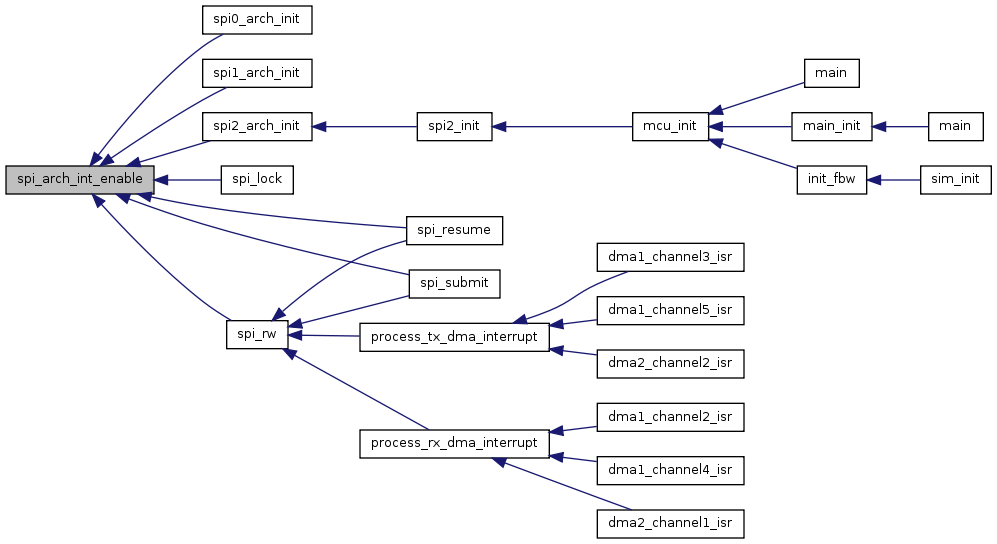 spi0_arch_init
spi1_arch_init
main
spi2_arch_init
spi2_init
mcu_init
main_init
main
spi_arch_int_enable
spi_lock
init_fbw
sim_init
spi_resume
dma1_channel3_isr
spi_submit
dma1_channel5_isr
spi_rw
process_tx_dma_interrupt
dma2_channel2_isr
dma1_channel2_isr
process_rx_dma_interrupt
dma1_channel4_isr
dma2_channel1_isr